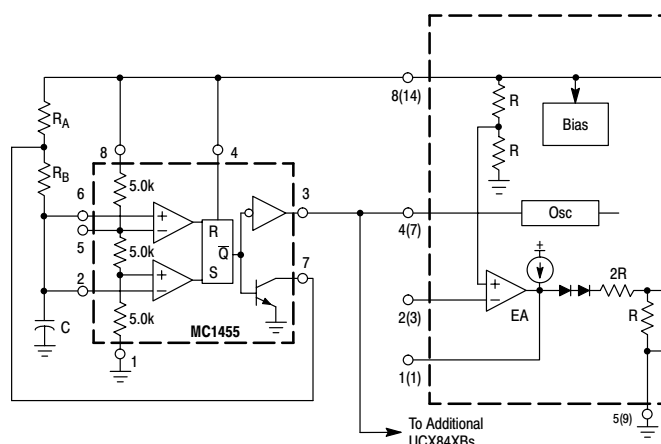 8(14)
R
Bias
R
R_A
R_B
8
4
5.0k
6
5
2
5.0k
5.0k
R
Q̅
S
3
7
MC1455
1
C
4(7)
Osc
2(3)
EA
2R
R
1(1)
5(9)
To Additional
UCX84XBs